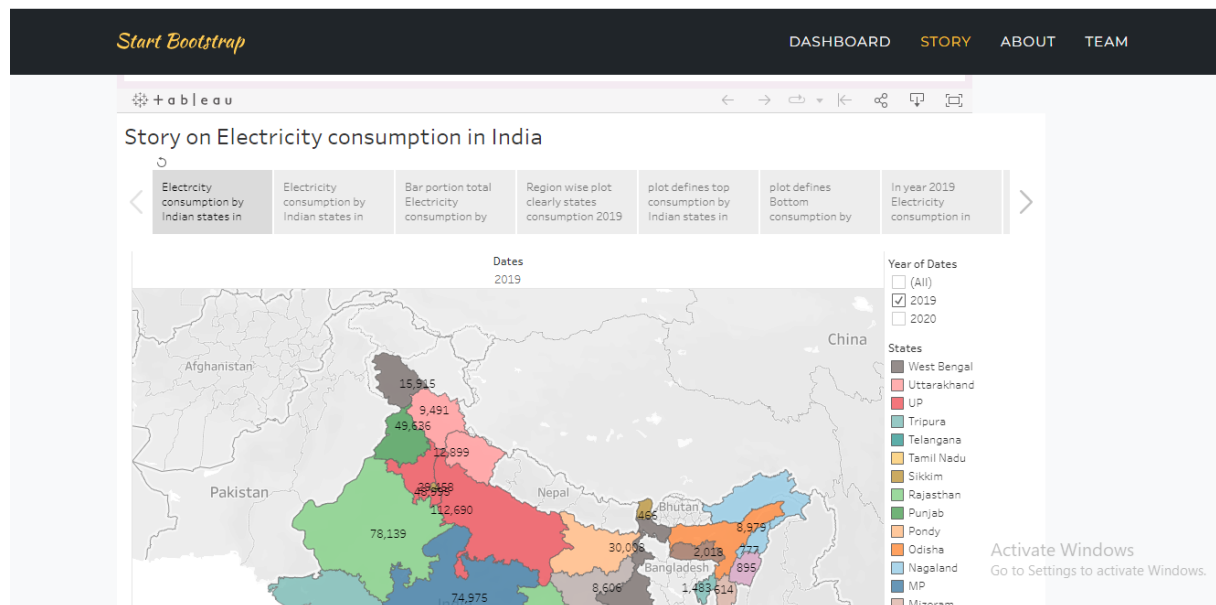 Start Bootstrap
DASHBOARD STORY ABOUT TEAM
+ a b | e a u
Story on Electricity consumption in India
Electrcity
consumption by
Indian states in
Electricity
consumption by
Indian states in
Bar portion total
Electricity
consumption by
Region wise plot
clearly states
consumption 2019
plot defines top
consumption by
Indian states in
plot defines
Bottom
consumption by
In year 2019
Electricity
consumption in
Dates
2019
Year of Dates
(All)
2019
2020
States
West Bengal
Uttarakhand
UP
Tripura
Telangana
Tamil Nadu
Sikkim
Rajasthan
Punjab
Pondy
Odisha
Nagaland
MP
Mizoram
China
Afghanistan
15,915
9,491
49,636
12,899
Pakistan
Nepal
112,690
466
Bhutan
78,139
8,979
30,008
2,018
777
Bangladesh
895
8,606
1,483
614
74,975
Activate Windows
Go to Settings to activate Windows.